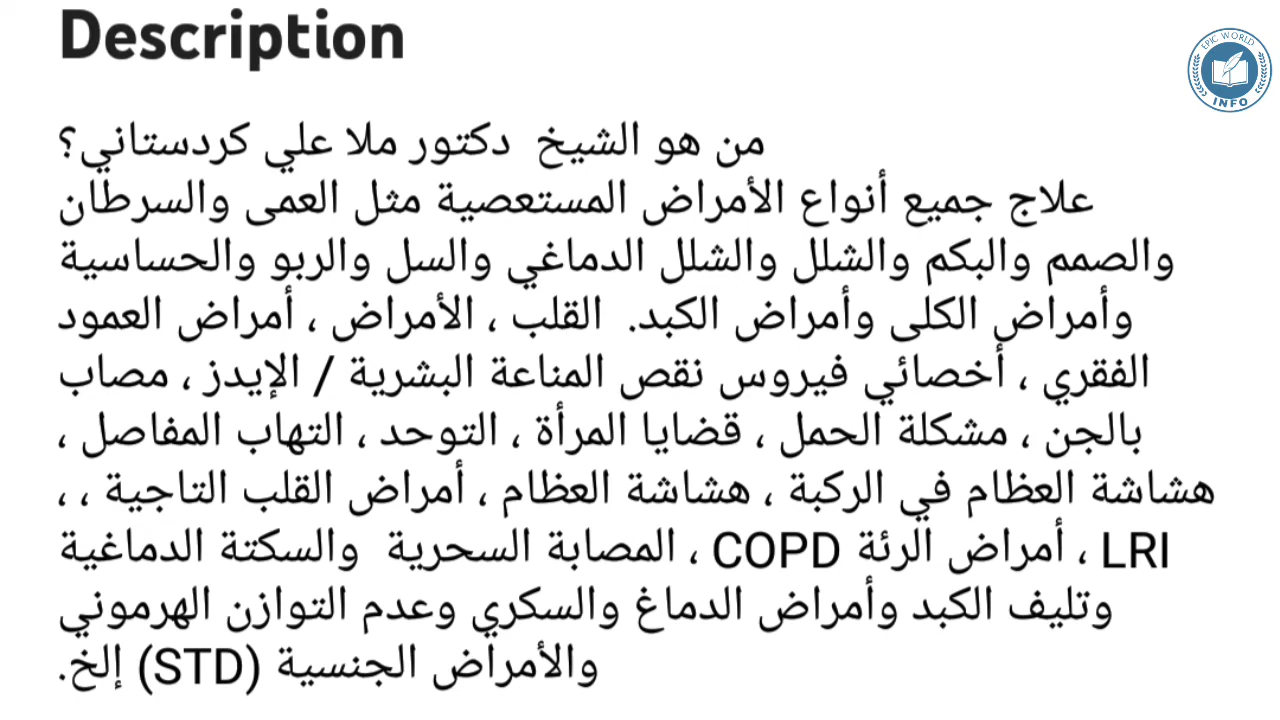 Description
EPIC WORLD
INFO
من هو الشيخ دكتور ملا علي كردستاني؟
علاج جميع أنواع الأمراض المستعصية مثل العمى والسرطان
والصمم والبكم والشلل والشلل الدماغي والسل والربو والحساسية
وأمراض الكلى وأمراض الكبد. القلب ، الأمراض ، أمراض العمود
الفقري ، أخصائي فيروس نقص المناعة البشرية / الإيدز ، مصاب
بالجن ، مشكلة الحمل ، قضايا المرأة ، التوحد ، التهاب المفاصل ،
هشاشة العظام في الركبة ، هشاشة العظام ، أمراض القلب التاجية ، ،
LRI ، أمراض الرئة COPD ، المصابة السحرية والسكتة الدماغية
وتليف الكبد وأمراض الدماغ والسكري وعدم التوازن الهرموني
والأمراض الجنسية (STD) إلخ.